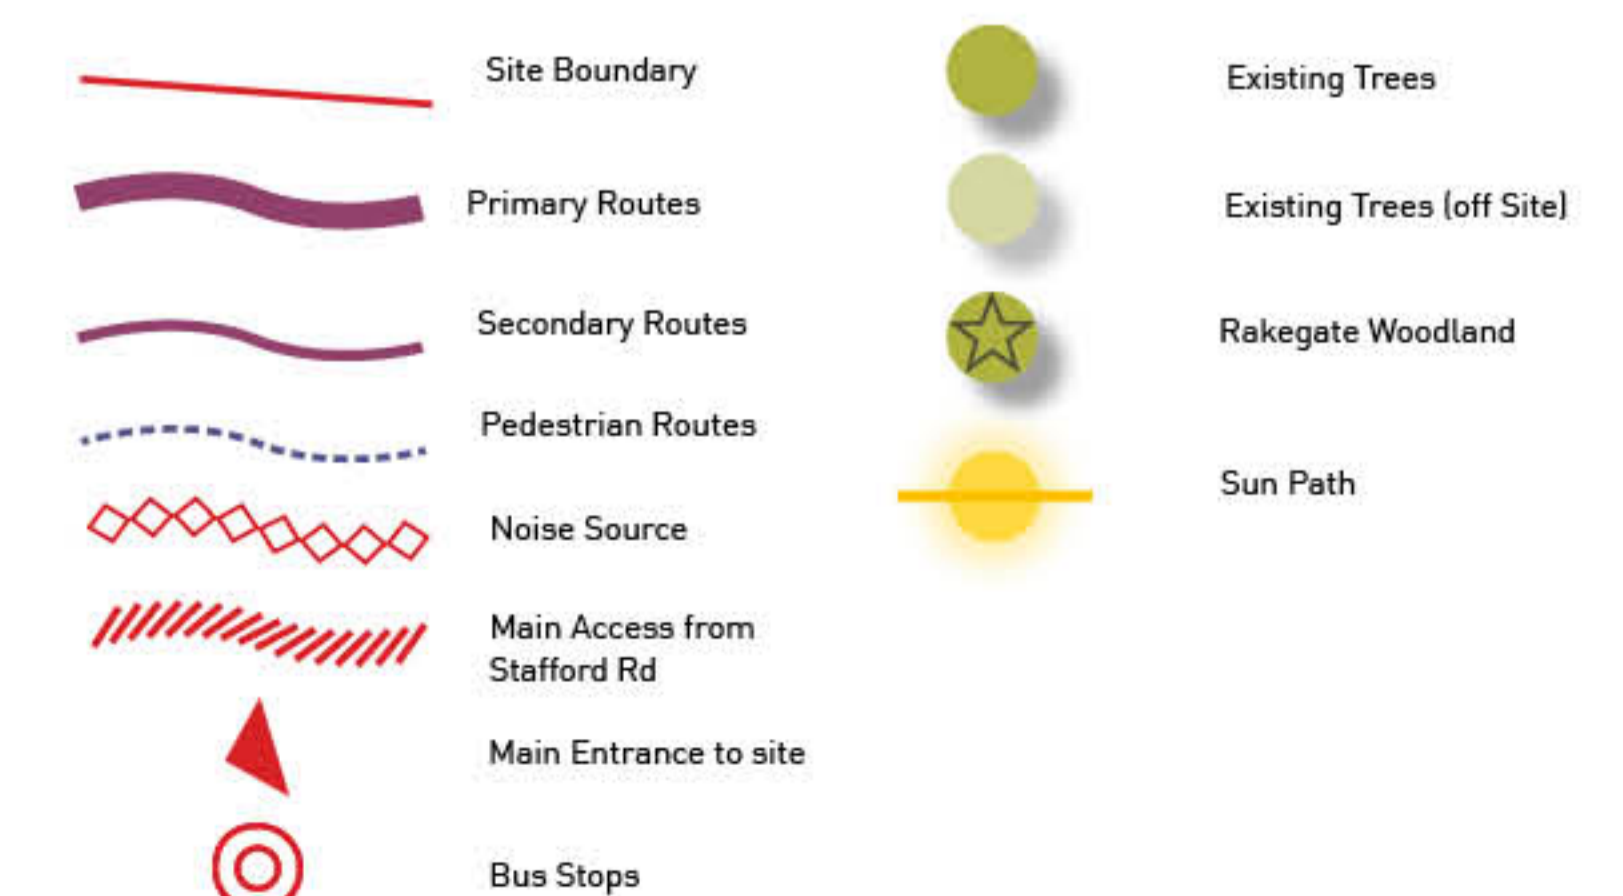 Site Boundary
Primary Routes
Secondary Routes
Pedestrian Routes
Noise Source
Main Access from
Stafford Rd
Main Entrance to site
Bus Stops
Existing Trees
Existing Trees (off Site)
Rakegate Woodland
Sun Path